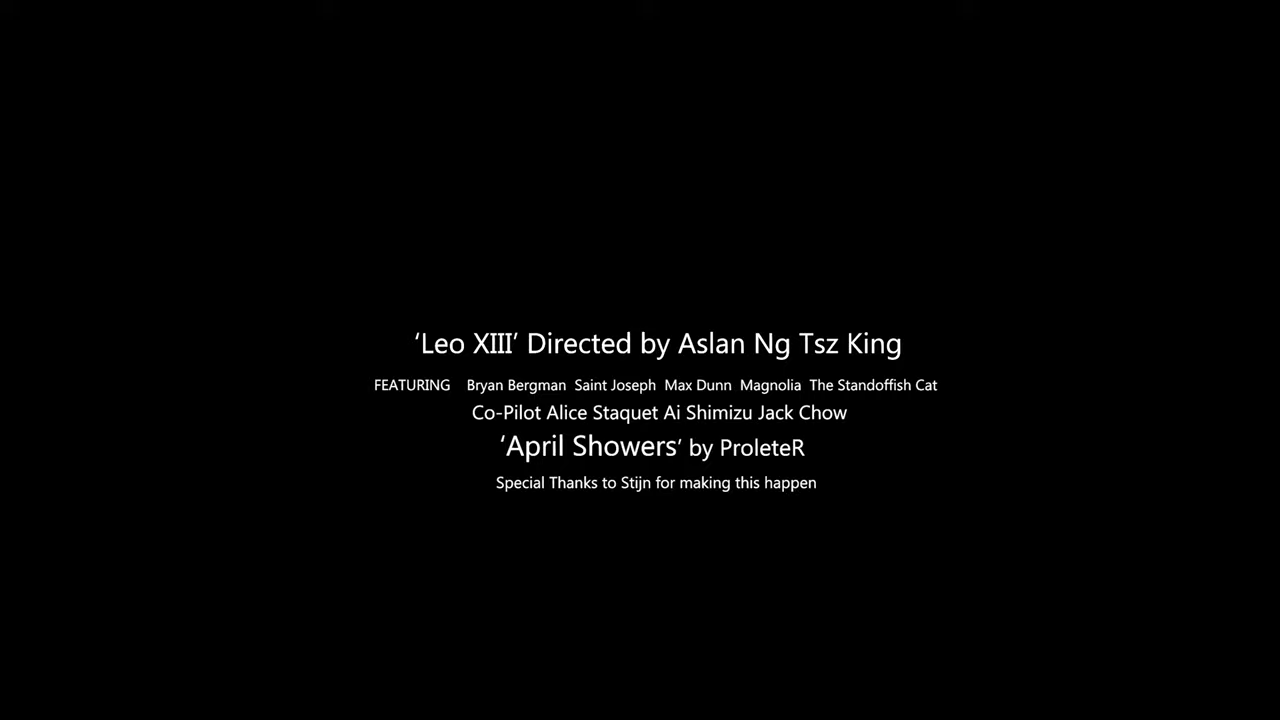 ‘Leo XIII’ Directed by Aslan Ng Tsz King
FEATURING Bryan Bergman Saint Joseph Max Dunn Magnolia The Standoffish Cat
Co-Pilot Alice Staquet Ai Shimizu Jack Chow
‘April Showers’ by ProleteR
Special Thanks to Stijn for making this happen